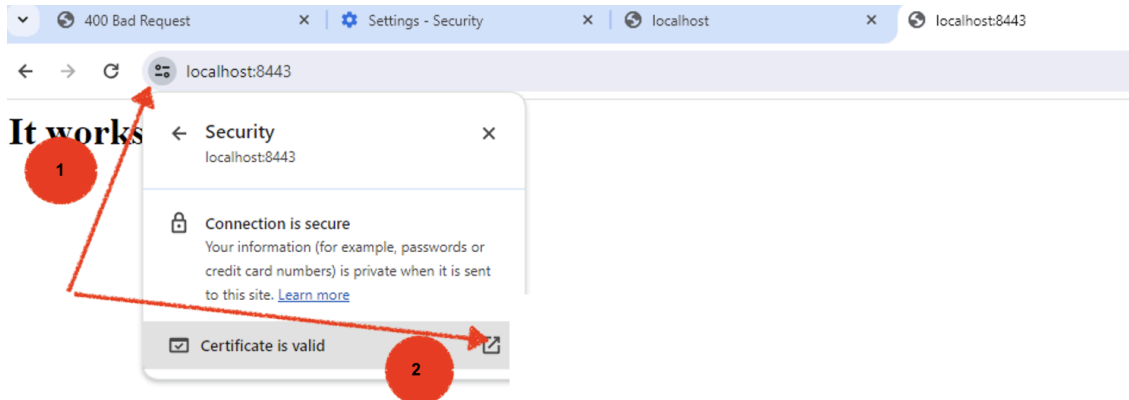 400 Bad Request
Settings - Security
localhost
localhost:8443
localhost:8443
It works
Security
localhost:8443
1
Connection is secure
Your information (for example, passwords or
credit card numbers) is private when it is sent
to this site. Learn more
Certificate is valid
2